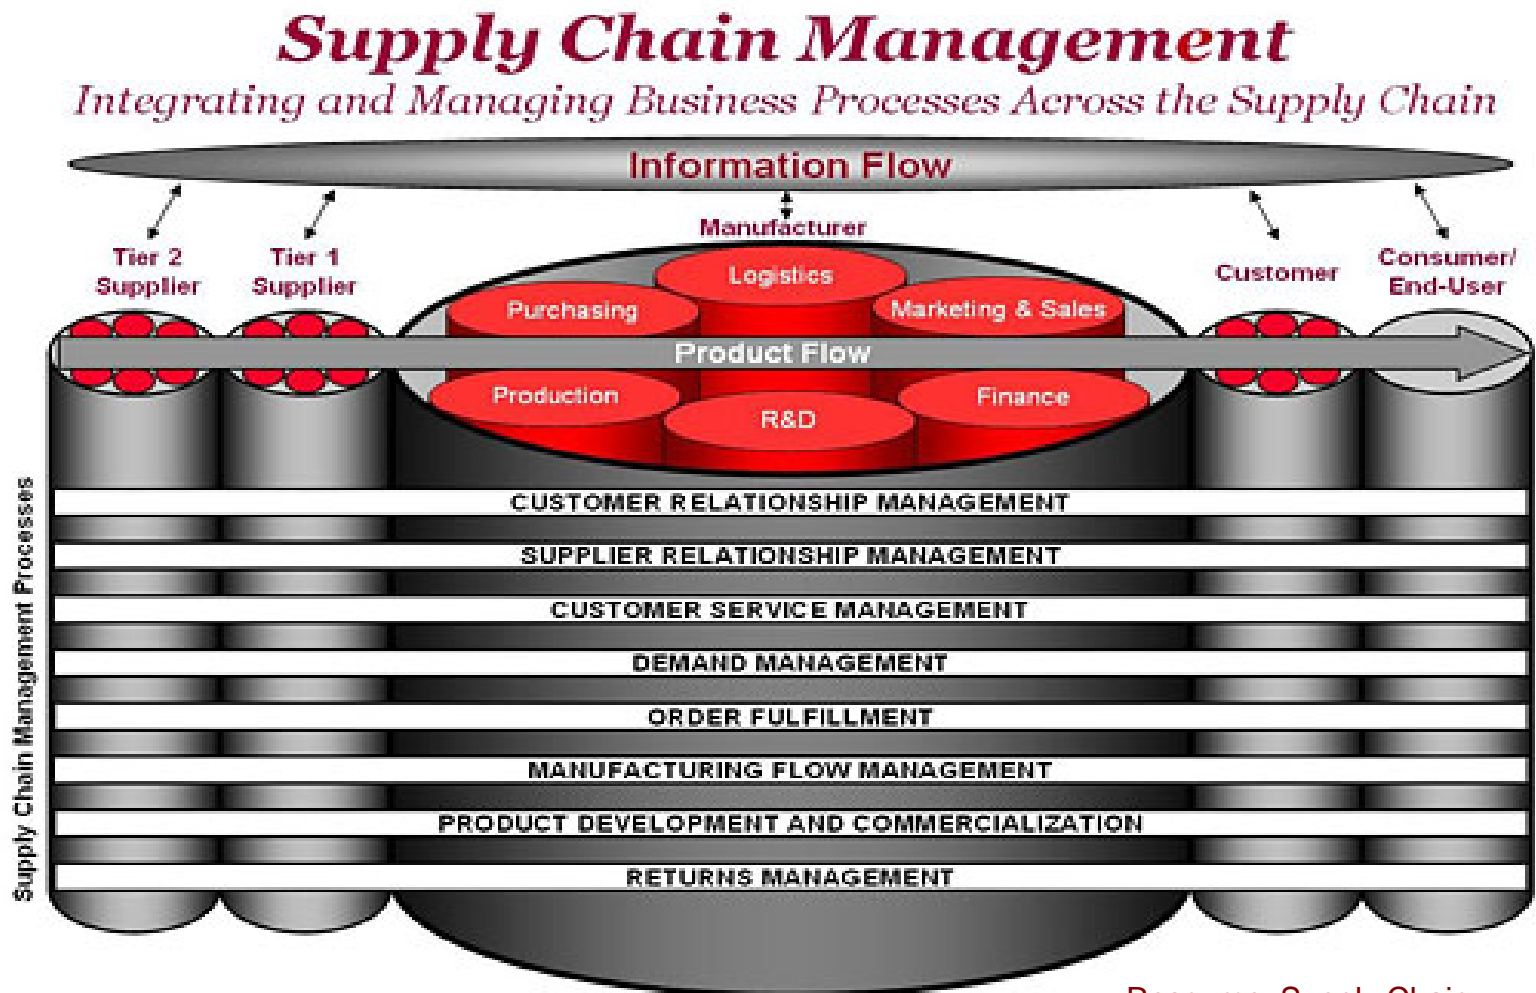 Supply Chain Management
Integrating and Managing Business Processes Across the Supply Chain
Information Flow
Manufacturer
Tier 2
Supplier
Tier 1
Supplier
Customer
Consumer/
End-User
Logistics
Purchasing
Marketing & Sales
Product Flow
Production
R&D
Finance
Supply Chain Management Processes
CUSTOMER RELATIONSHIP MANAGEMENT
SUPPLIER RELATIONSHIP MANAGEMENT
CUSTOMER SERVICE MANAGEMENT
DEMAND MANAGEMENT
ORDER FULFILLMENT
MANUFACTURING FLOW MANAGEMENT
PRODUCT DEVELOPMENT AND COMMERCIALIZATION
RETURNS MANAGEMENT
Supply Chain